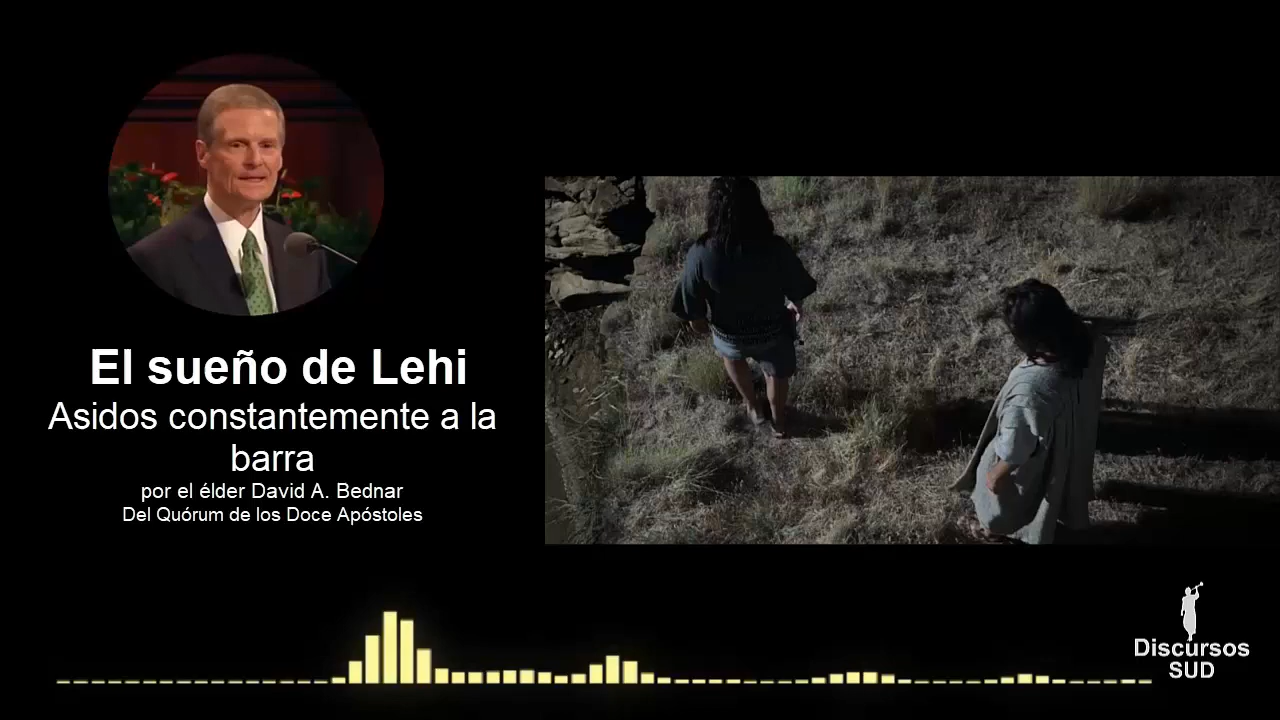 El sueño de Lehi
Asidos constantemente a la
barra
por el élder David A. Bednar
Del Quórum de los Doce Apóstoles
Discursos
SUD